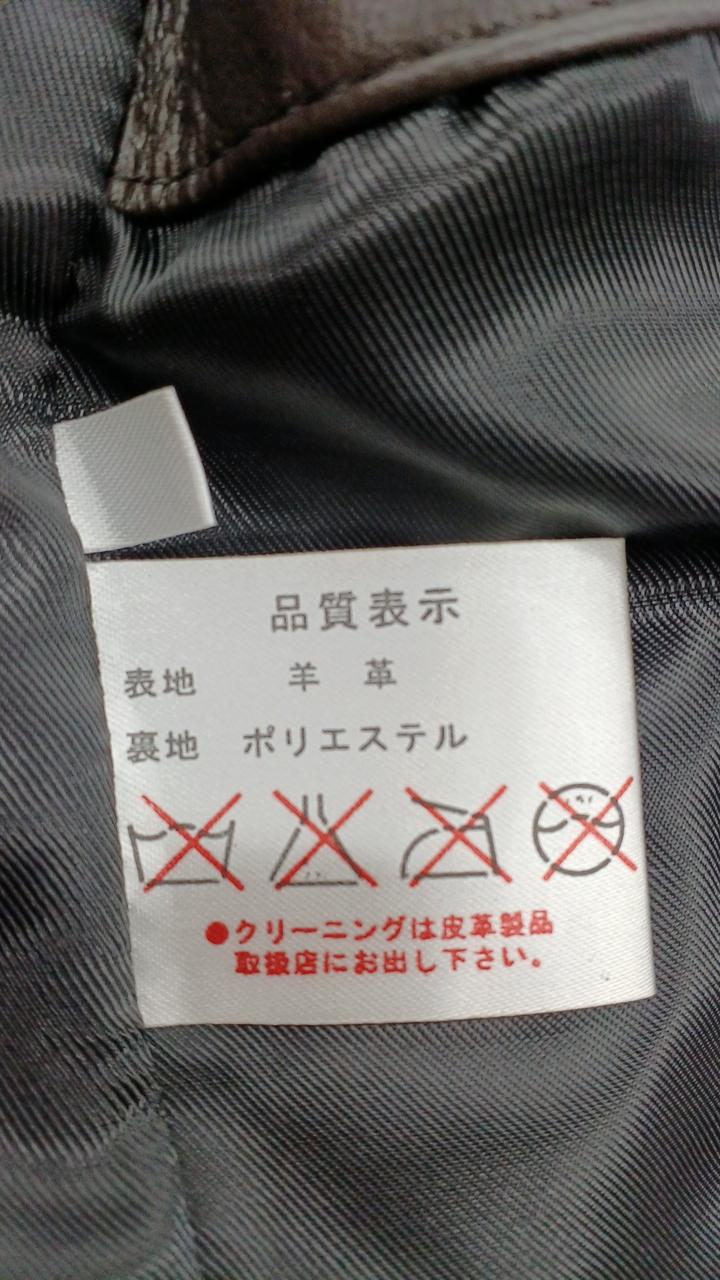 品質表示
表地 羊革
裏地 ポリエステル
●クリーニングは皮革製品
取扱店にお出し下さい。